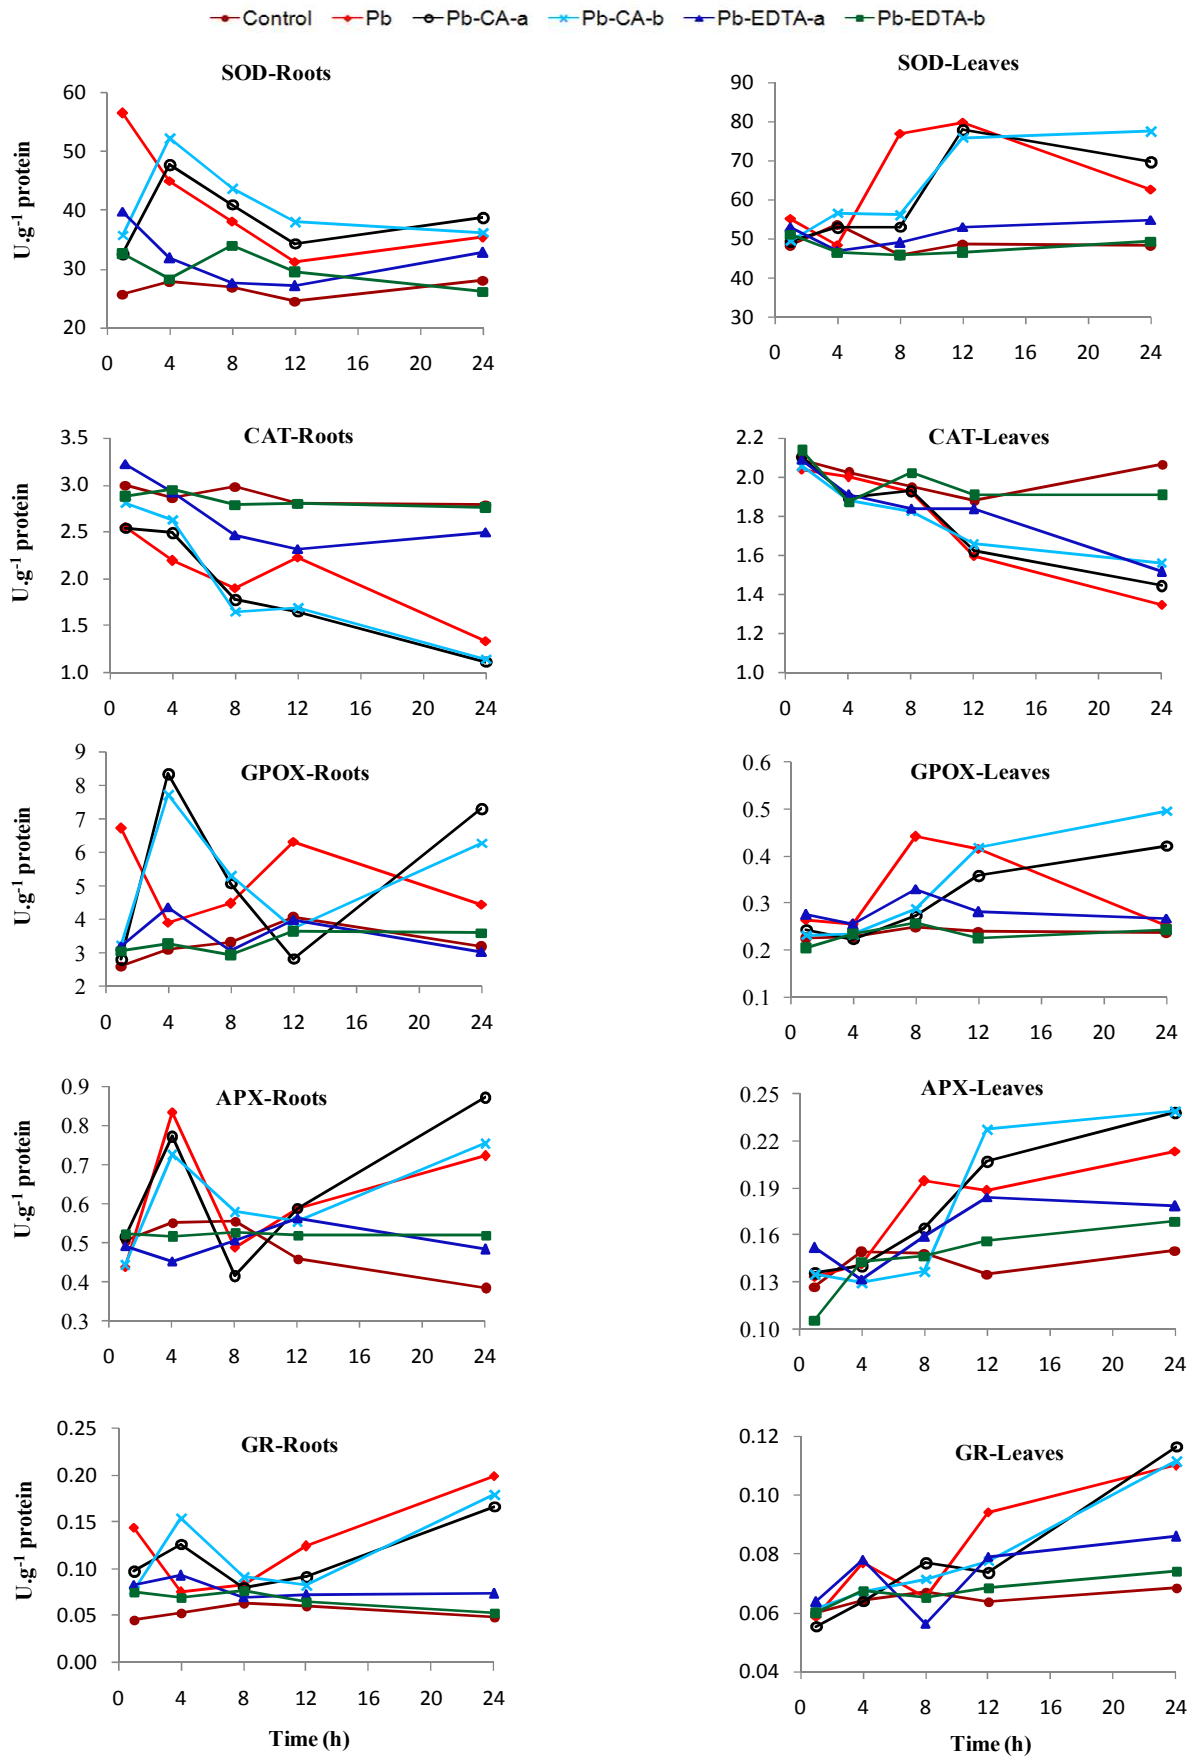 Control Pb Pb-CA-a Pb-CA-b Pb-EDTA-a Pb-EDTA-b
SOD-Roots
U.g⁻¹ protein
60
50
40
30
20
0 4 8 12 16 20 24
SOD-Leaves
90
80
70
60
50
40
30
0 4 8 12 16 20 24
CAT-Roots
U.g⁻¹ protein
3.5
3.0
2.5
2.0
1.5
1.0
0 4 8 12 16 20 24
CAT-Leaves
2.2
2.0
1.8
1.6
1.4
1.2
1.0
0 4 8 12 16 20 24
GPOX-Roots
U.g⁻¹ protein
9
8
7
6
5
4
3
2
0 4 8 12 16 20 24
GPOX-Leaves
0.6
0.5
0.4
0.3
0.2
0.1
0 4 8 12 16 20 24
APX-Roots
U.g⁻¹ protein
0.9
0.8
0.7
0.6
0.5
0.4
0.3
0 4 8 12 16 20 24
APX-Leaves
0.25
0.22
0.19
0.16
0.13
0.10
0 4 8 12 16 20 24
GR-Roots
U.g⁻¹ protein
0.25
0.20
0.15
0.10
0.05
0.00
0 4 8 12 16 20 24
Time (h)
GR-Leaves
0.12
0.10
0.08
0.06
0.04
0 4 8 12 16 20 24
Time (h)